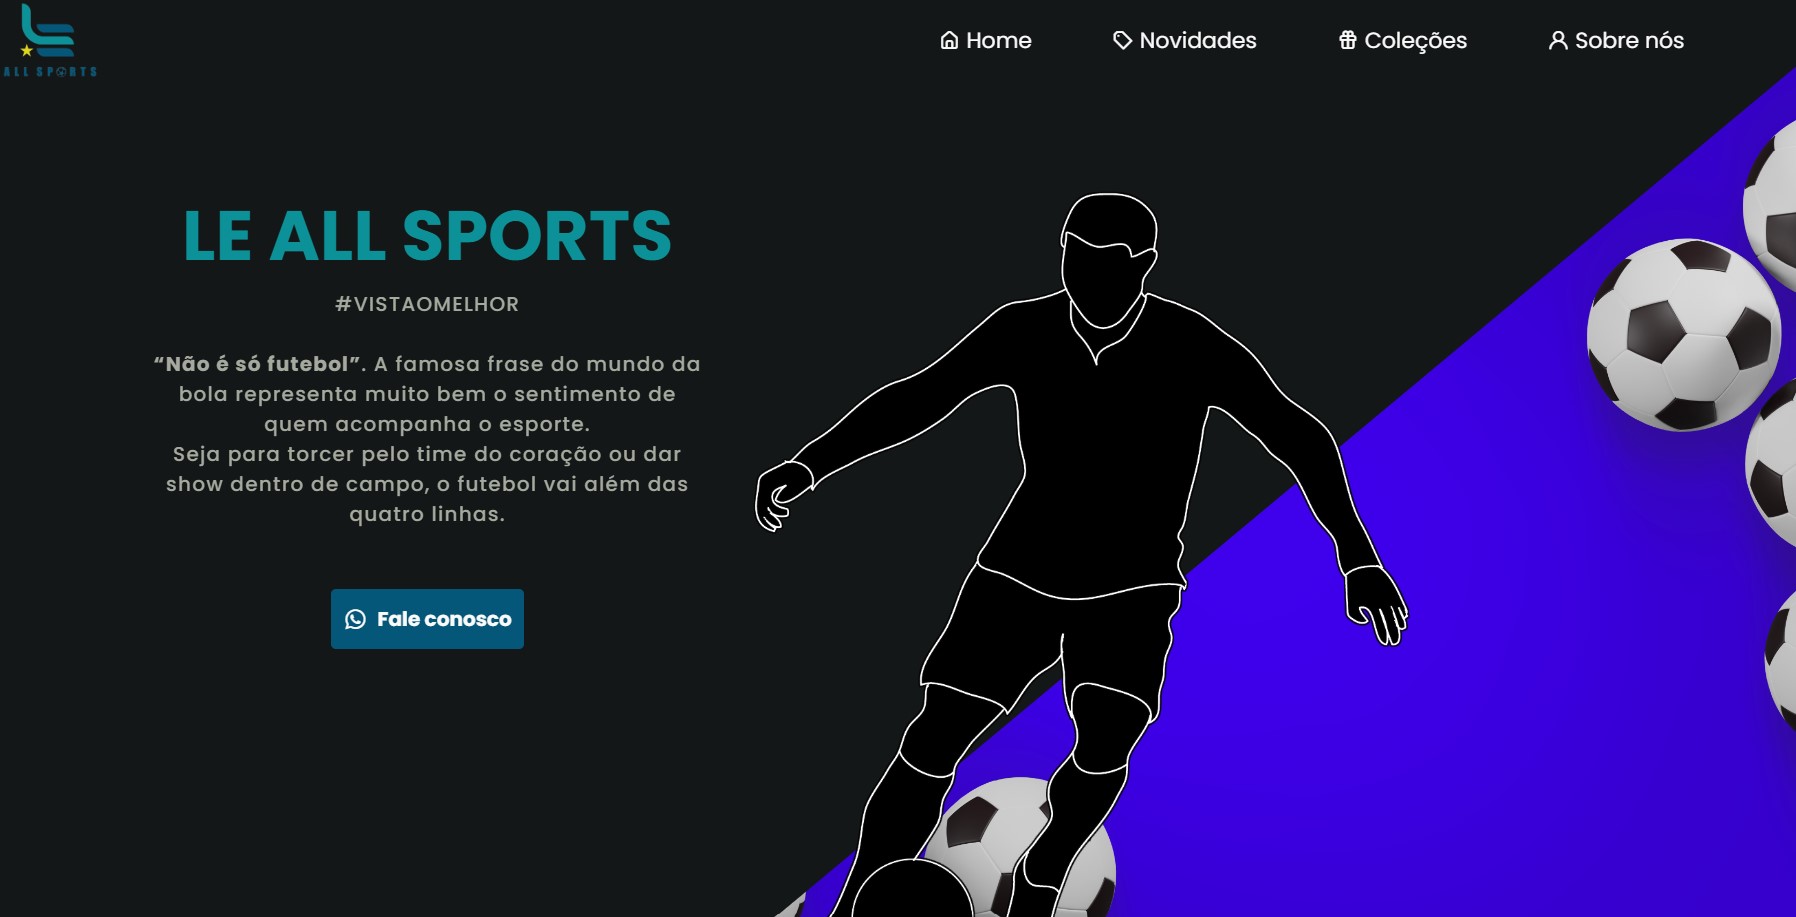 ALL SPORTS
Home
Novidades
Coleções
Sobre nós
LE ALL SPORTS
#VISTAOMELHOR
“Não é só futebol”. A famosa frase do mundo da
bola representa muito bem o sentimento de
quem acompanha o esporte.
Seja para torcer pelo time do coração ou dar
show dentro de campo, o futebol vai além das
quatro linhas.
Fale conosco